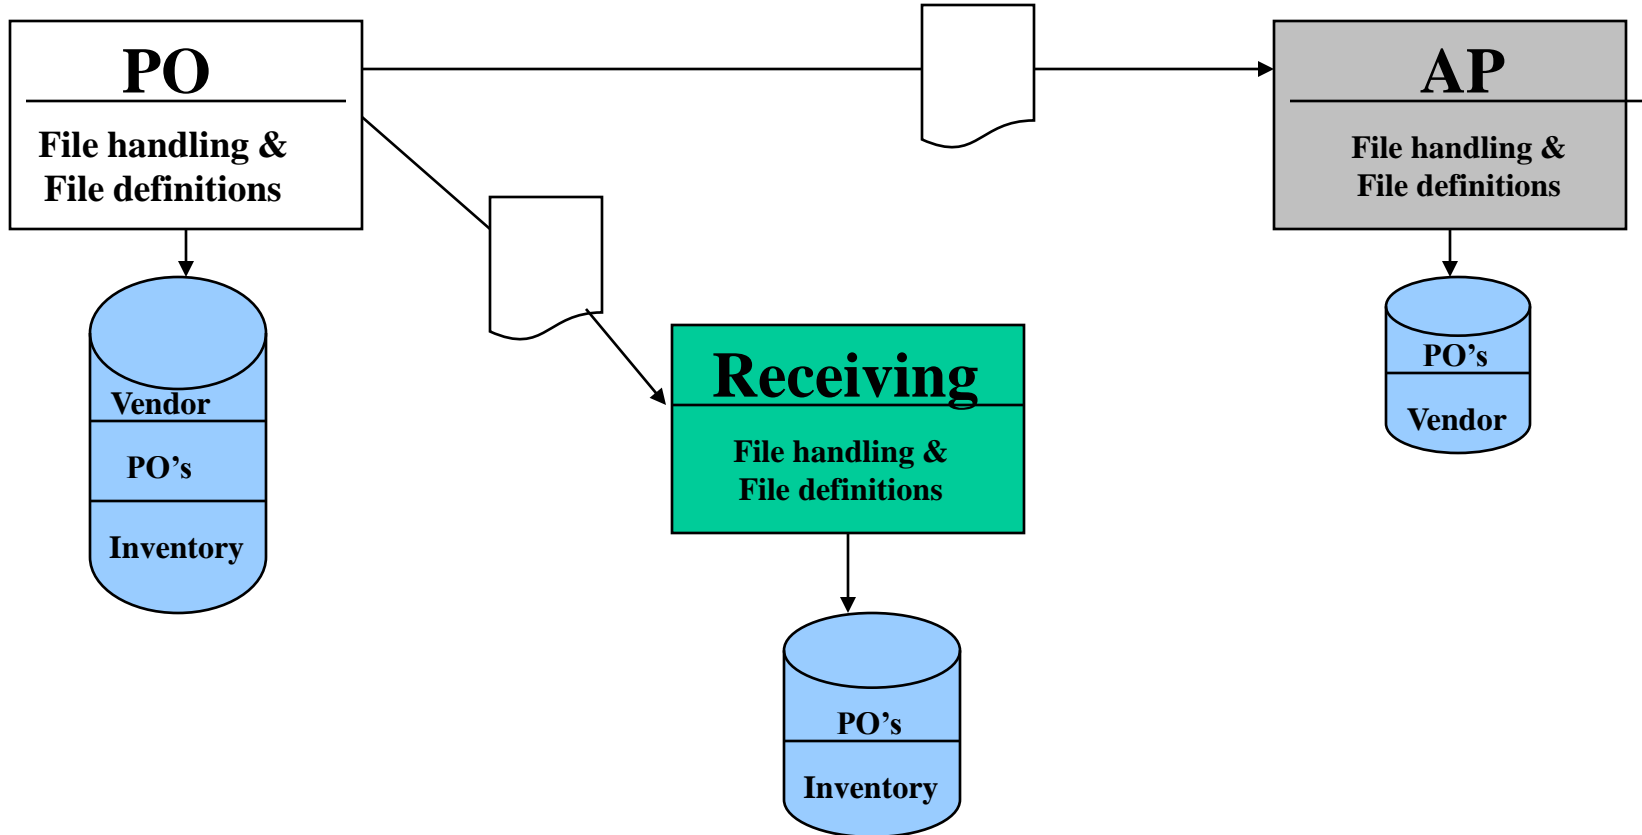 PO
File handling &
File definitions
Vendor
PO’s
Inventory
Receiving
File handling &
File definitions
PO’s
Inventory
AP
File handling &
File definitions
PO’s
Vendor